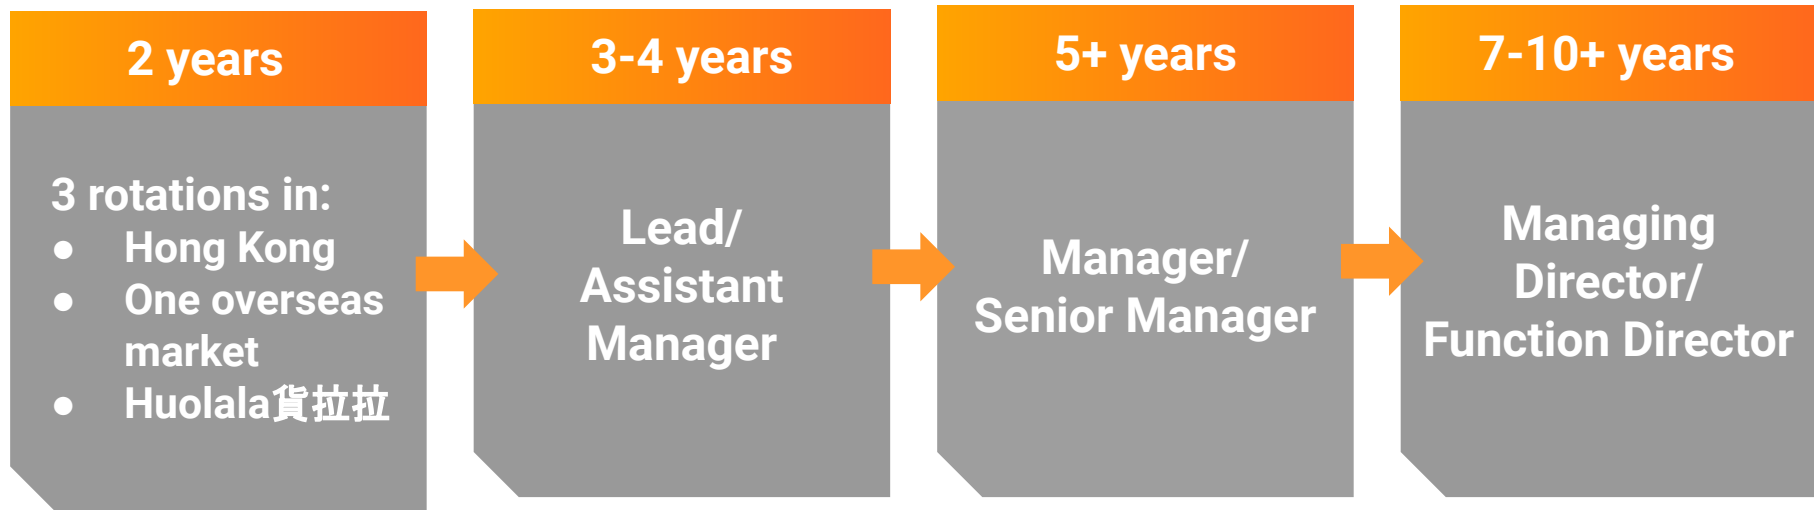 2 years
3 rotations in:
● Hong Kong
● One overseas
market
● Huolala貨拉拉
3-4 years
Lead/
Assistant
Manager
5+ years
Manager/
Senior Manager
7-10+ years
Managing
Director/
Function Director